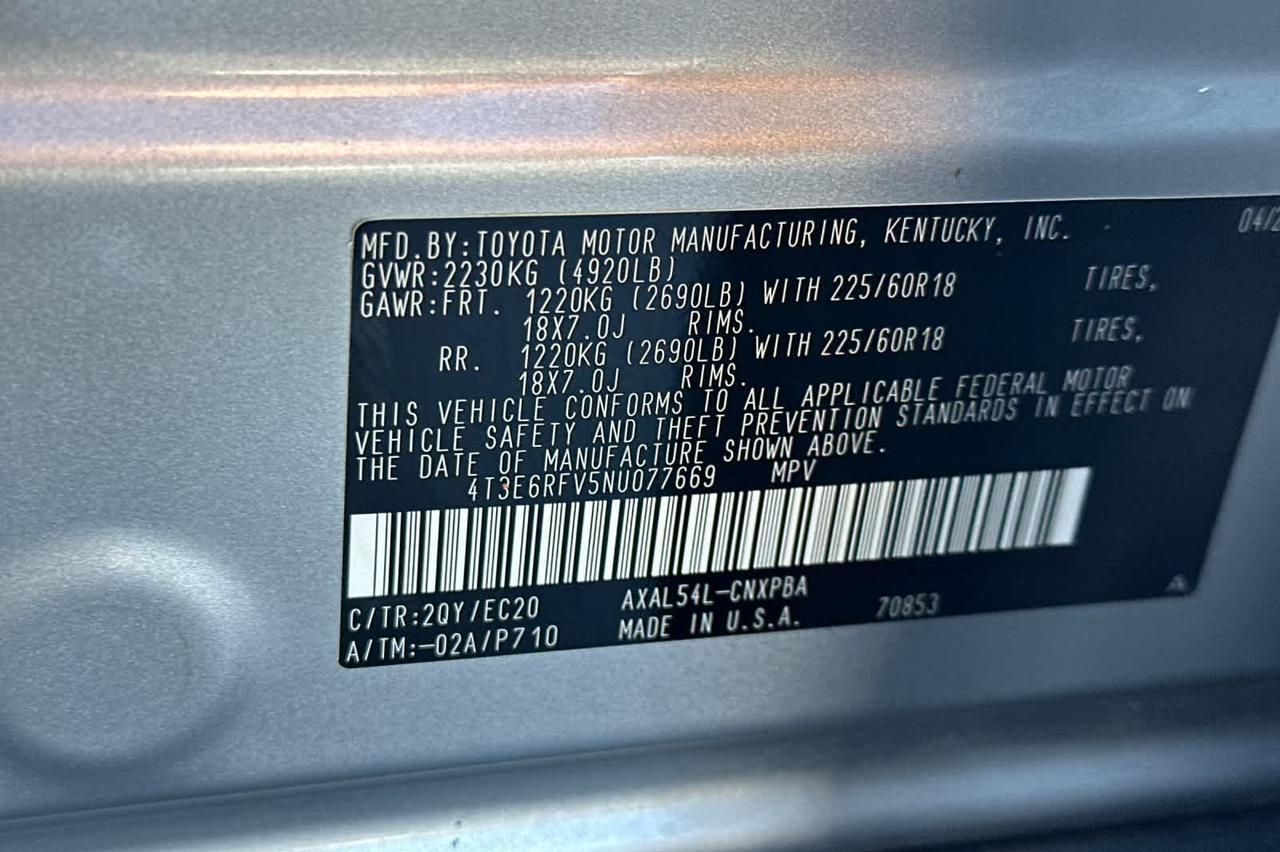 MFD.BY:TOYOTA MOTOR MANUFACTURING, KENTUCKY, INC. 04/2
GVWR:2230KG (4920LB)
GAWR:FRT. 1220KG (2690LB) WITH 225/60R18 TIRES,
18X7.0J RIMS.
RR. 1220KG (2690LB) WITH 225/60R18 TIRES,
18X7.0J RIMS.
THIS VEHICLE CONFORMS TO ALL APPLICABLE FEDERAL MOTOR
VEHICLE SAFETY AND THEFT PREVENTION STANDARDS IN EFFECT ON
THE DATE OF MANUFACTURE SHOWN ABOVE.
4T3E6RFV5NU077669 MPV
C/TR:2QY/EC20 AXAL54L-CNXPBA 70853 A
A/TM:-02A/P710 MADE IN U.S.A.